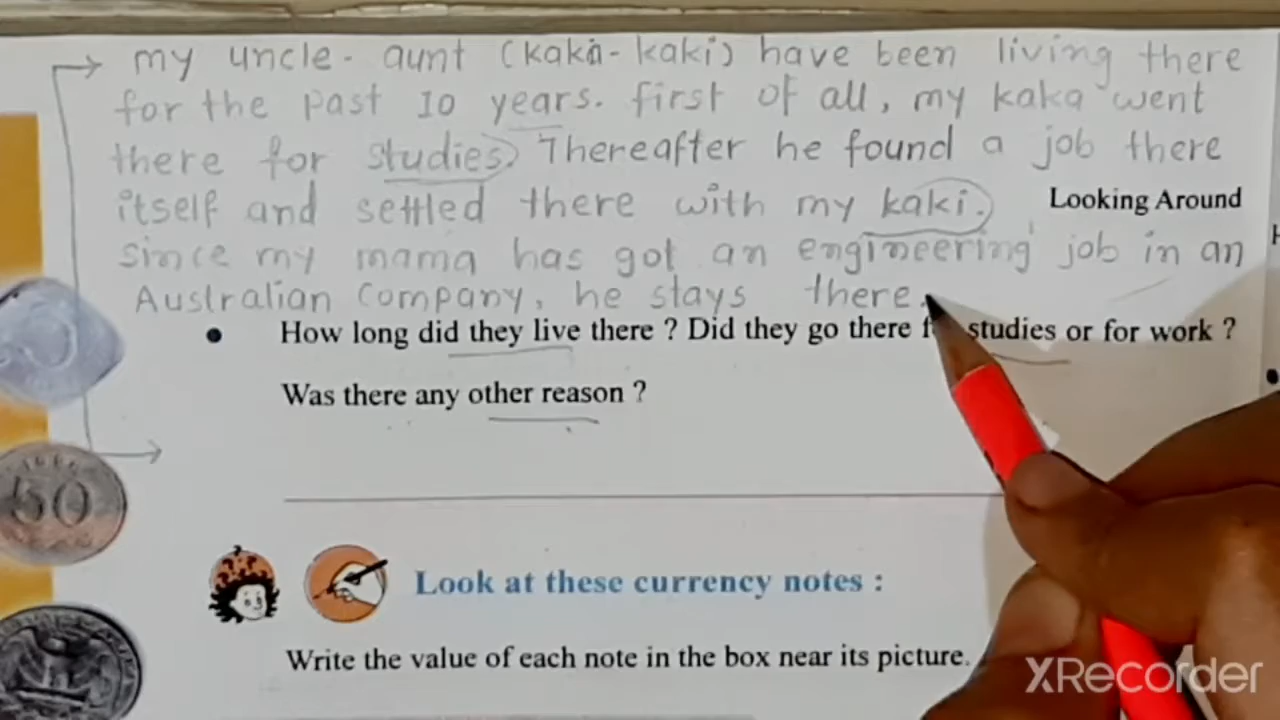 my uncle - aunt (kaka - kaki) have been living there
for the past 10 years. first of all, my kaka went
there for studies. Thereafter he found a job there
itself and settled there with my kaki.
Looking Around
since my mama has got an engineering job in an
Australian company, he stays there.
• How long did they live there ? Did they go there studies or for work ?
Was there any other reason ?
50
Look at these currency notes :
Write the value of each note in the box near its picture.
XRecorder